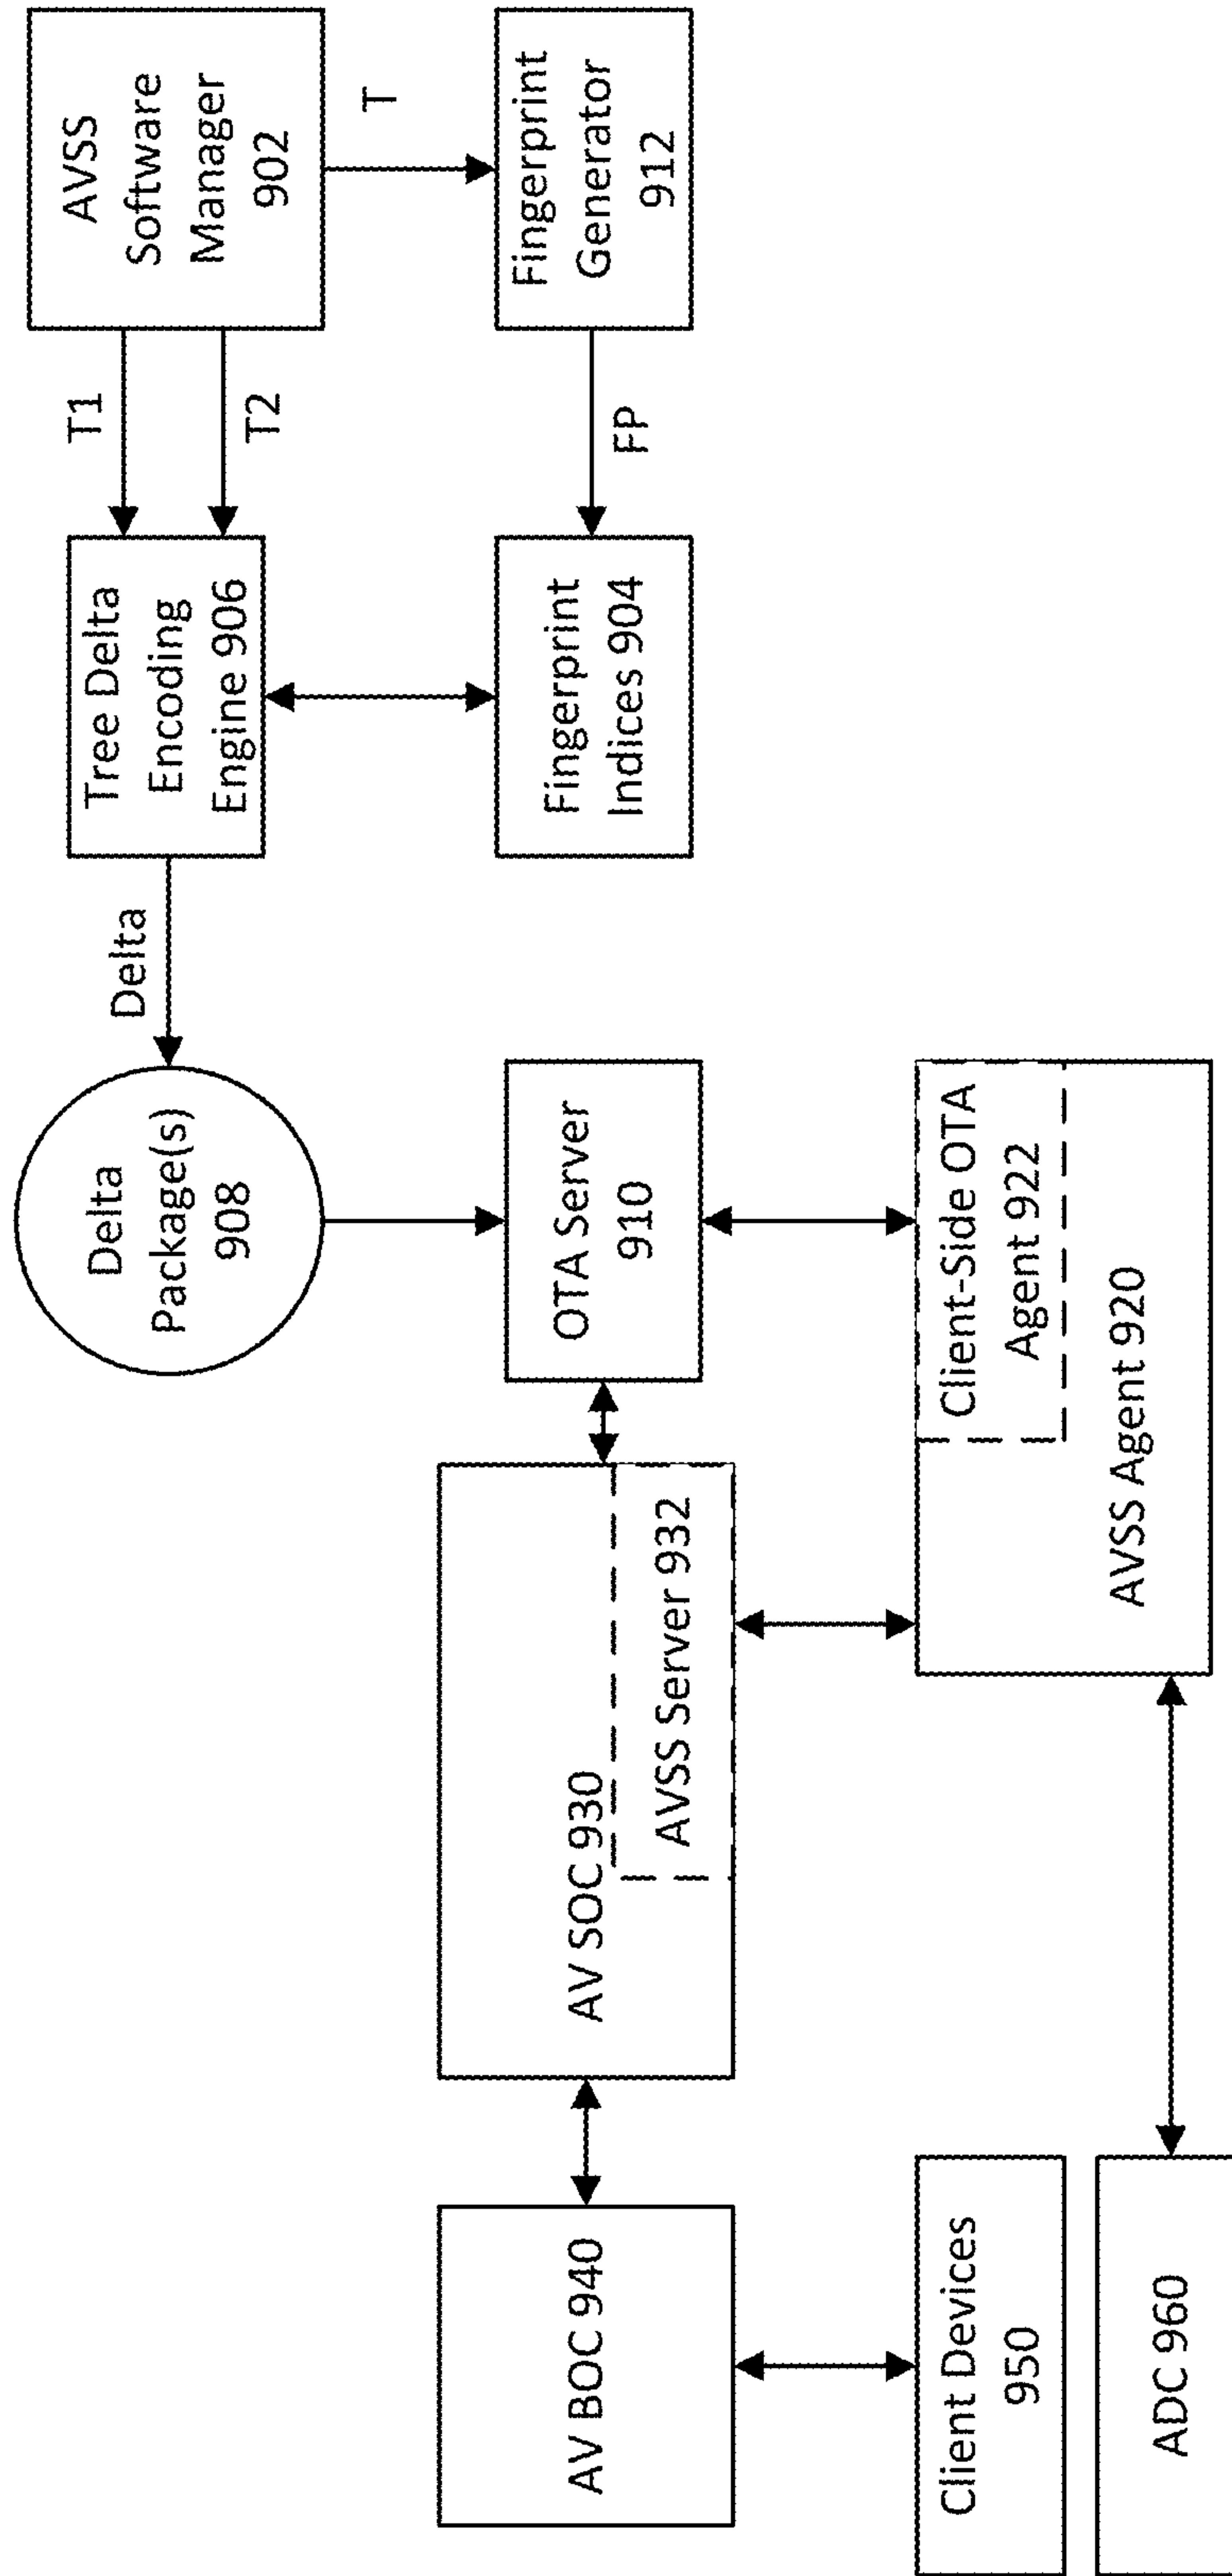 AVSS
Software
Manager
902
T
Fingerprint
Generator
912
T1
T2
FP
Tree Delta
Encoding
Engine 906
Fingerprint
Indices 904
Delta
Delta
Package(s)
908
OTA Server
910
Client-Side OTA
Agent 922
AVSS Agent 920
AV SOC 930
AVSS Server 932
AV BOC 940
Client Devices
950
ADC 960